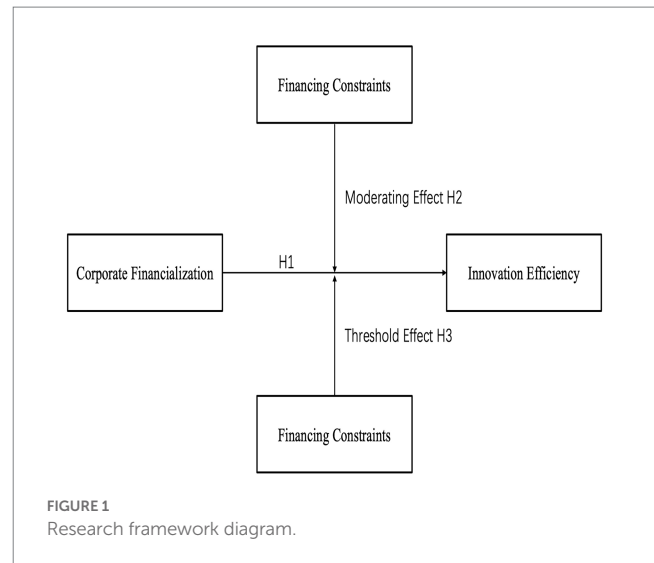 Financing Constraints
Moderating Effect H2
Corporate Financialization
H1
Innovation Efficiency
Threshold Effect H3
Financing Constraints
FIGURE 1
Research framework diagram.